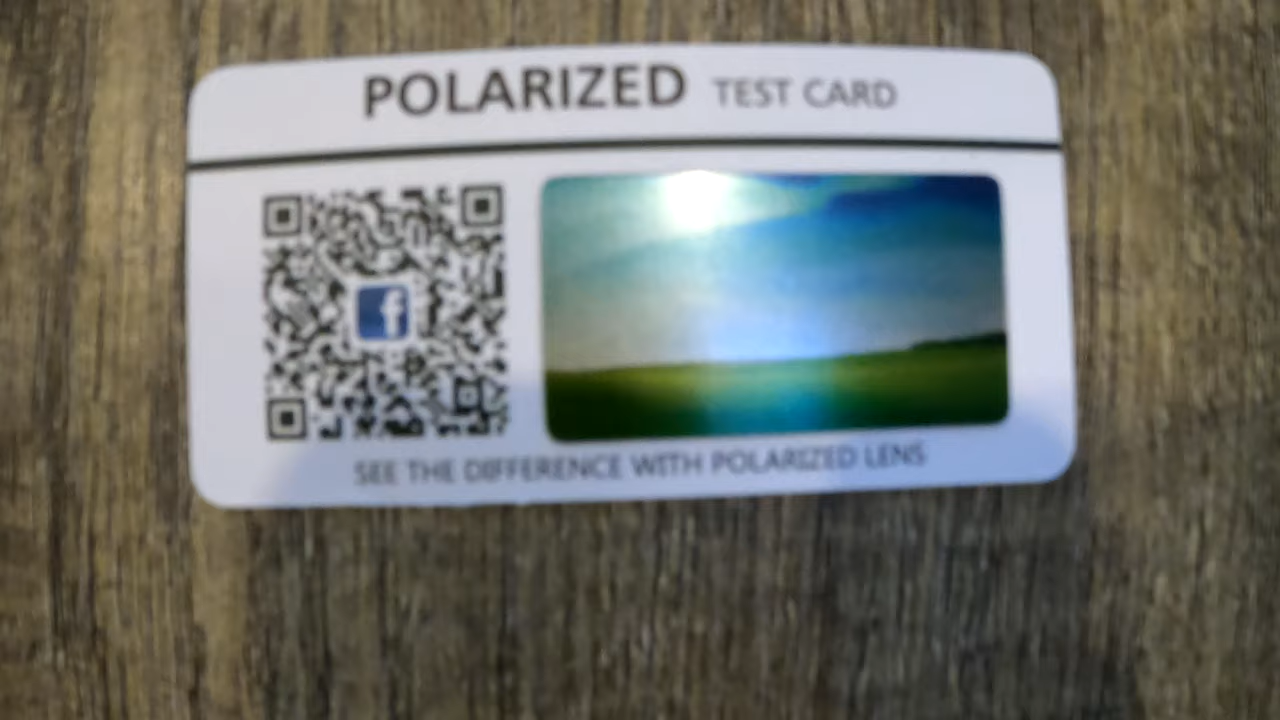 POLARIZED TEST CARD
f
SEE THE DIFFERENCE WITH POLARIZED LENS